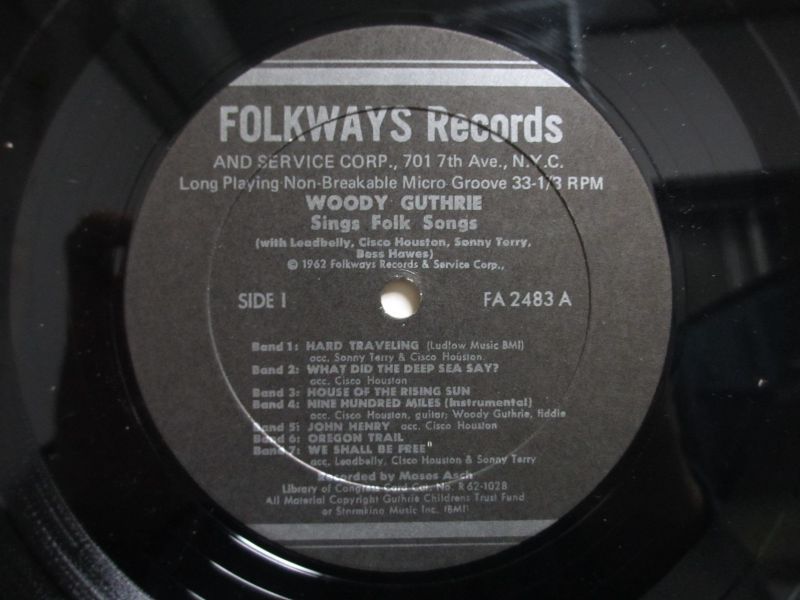 FOLKWAYS Records
AND SERVICE CORP., 701 7th Ave., N.Y.C.
Long Playing Non-Breakable Micro Groove 33-1/3 RPM
WOODY GUTHRIE
Sings Folk Songs
(with Leadbelly, Cisco Houston, Sonny Terry,
Bess Hawes)
© 1962 Folkways Records & Service Corp.,
SIDE I
FA 2483 A
Band 1: HARD TRAVELING (Ludlow Music BMI)
acc. Sonny Terry & Cisco Houston.
Band 2: WHAT DID THE DEEP SEA SAY?
acc. Cisco Houston
Band 3: HOUSE OF THE RISING SUN
Band 4: NINE HUNDRED MILES (Instrumental)
acc. Cisco Houston, guitar; Woody Guthrie, fiddle
Band 5: JOHN HENRY acc. Cisco Houston
Band 6: OREGON TRAIL
Band 7: WE SHALL BE FREE"
acc. Leadbelly, Cisco Houston & Sonny Terry
Recorded by Moses Asch
Library of Congress Card Cat. No. R 62-1028
All Material Copyright Guthrie Childrens Trust Fund
or Stormking Music Inc. (BMI)